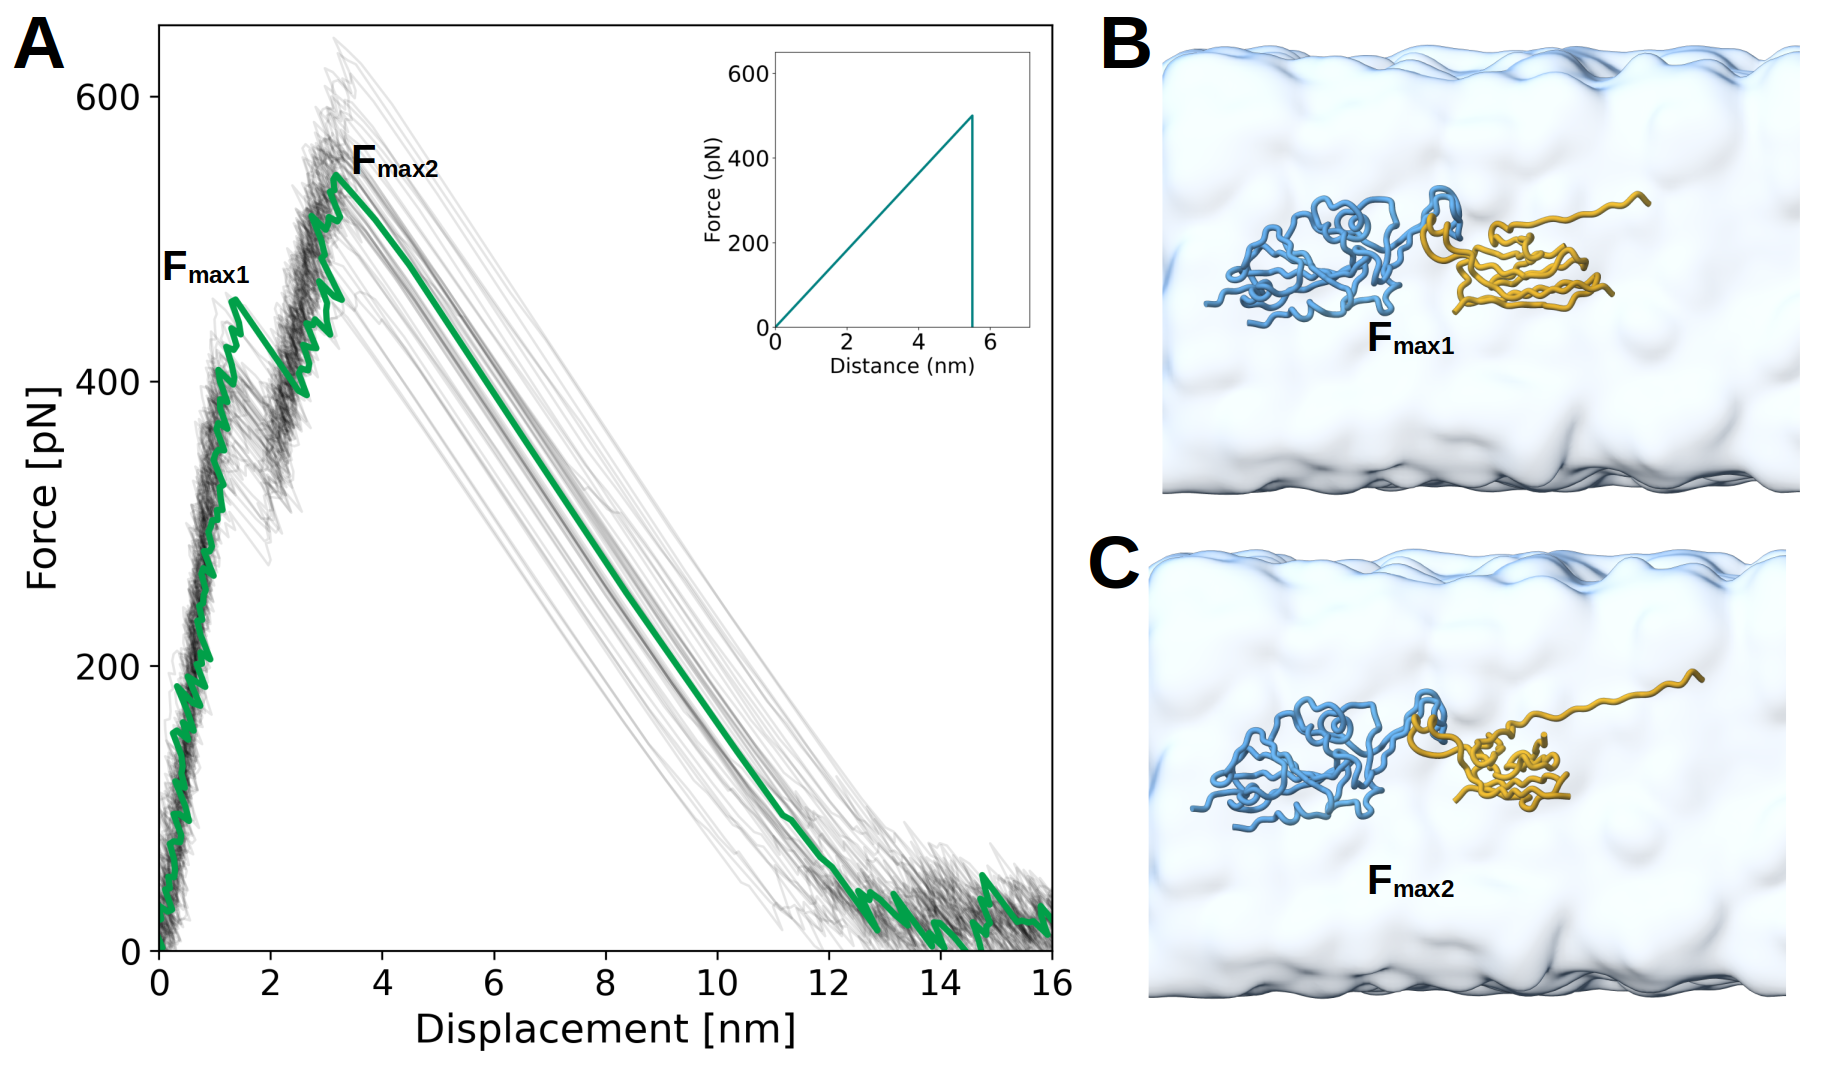 A
600
400
200
0
0 2 4 6 8 10 12 14 16
Force [pN]
Displacement [nm]
Fmax1
Fmax2
600
400
200
0
0 2 4 6
Force (pN)
Distance (nm)
B
Fmax1
C
Fmax2